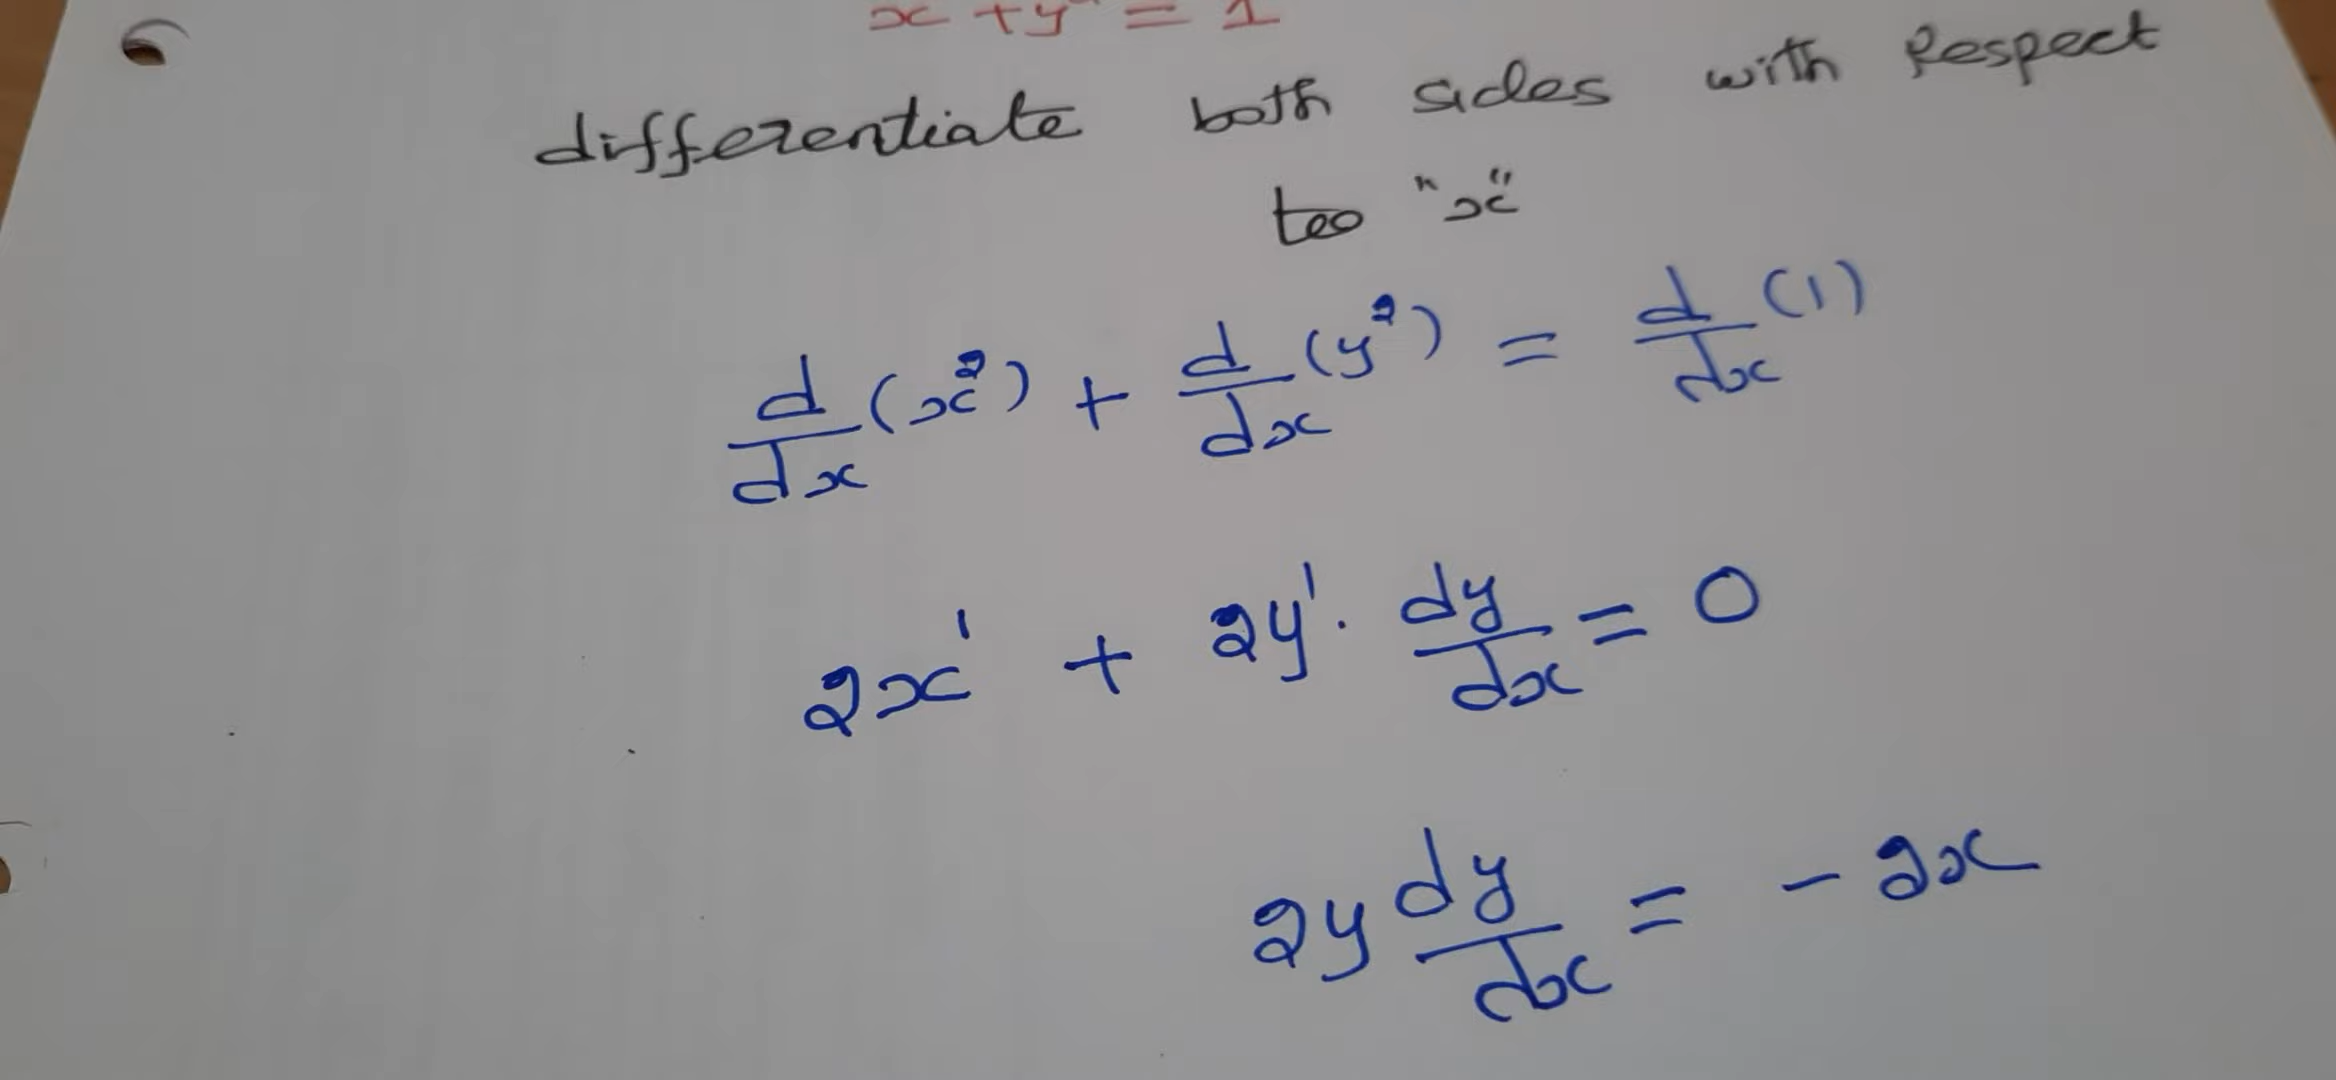 x + y² = 1
differentiate both sides with Respect
too "x"
d/dx (x²) + d/dx (y²) = d/dx (1)
2x¹ + 2y¹ · dy/dx = 0
2y dy/dx = - 2x